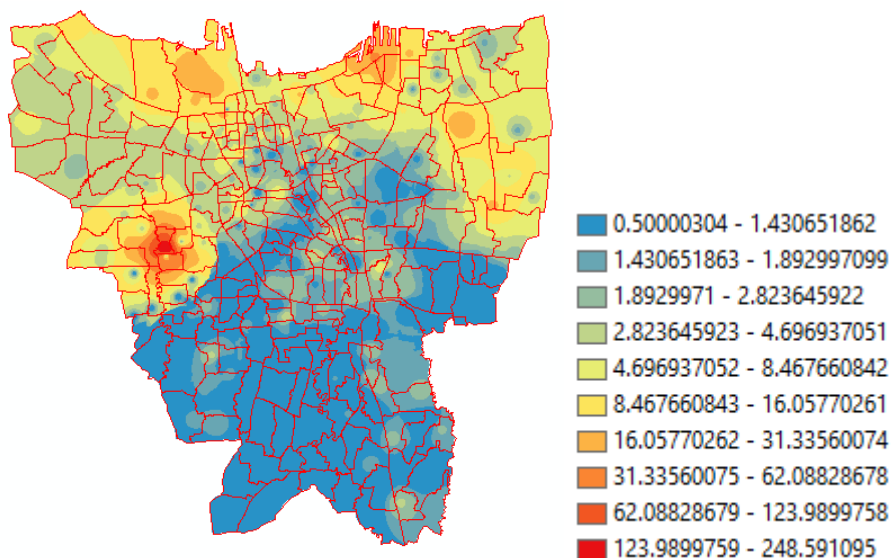 0.50000304 - 1.430651862
1.430651863 - 1.892997099
1.8929971 - 2.823645922
2.823645923 - 4.696937051
4.696937052 - 8.467660842
8.467660843 - 16.05770261
16.05770262 - 31.33560074
31.33560075 - 62.08828678
62.08828679 - 123.9899758
123.9899759 - 248.591095